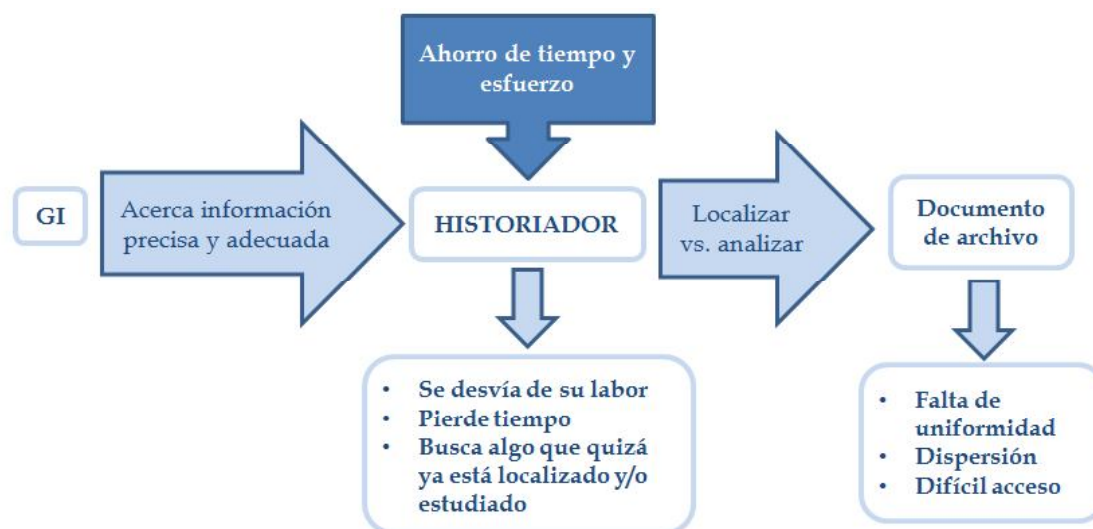 Ahorro de tiempo y
esfuerzo
GI
Acerca información
precisa y adecuada
HISTORIADOR
Localizar
vs. analizar
Documento
de archivo
• Se desvía de su labor
• Pierde tiempo
• Busca algo que quizá
ya está localizado y/o
estudiado
• Falta de
uniformidad
• Dispersión
• Difícil acceso